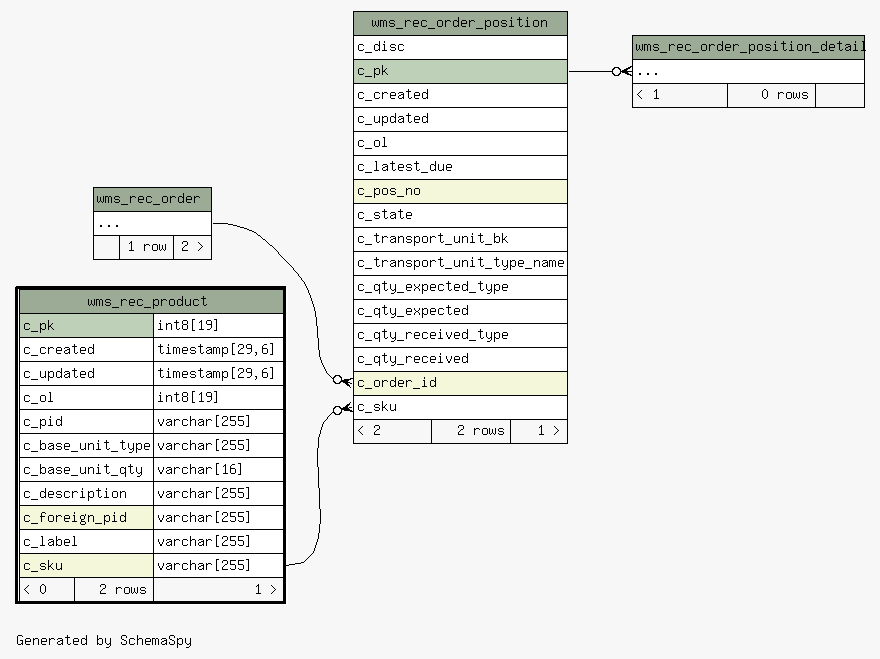 wms_rec_order_position
c_disc
c_pk
c_created
c_updated
c_ol
c_latest_due
c_pos_no
c_state
c_transport_unit_bk
c_transport_unit_type_name
c_qty_expected_type
c_qty_expected
c_qty_received_type
c_qty_received
c_order_id
c_sku
< 2 2 rows 1 >
wms_rec_order_position_detail
...
< 1 0 rows
wms_rec_order
...
1 row 2 >
wms_rec_product
c_pk int8[19]
c_created timestamp[29,6]
c_updated timestamp[29,6]
c_ol int8[19]
c_pid varchar[255]
c_base_unit_type varchar[255]
c_base_unit_qty varchar[16]
c_description varchar[255]
c_foreign_pid varchar[255]
c_label varchar[255]
c_sku varchar[255]
< 0 2 rows 1 >
Generated by SchemaSpy